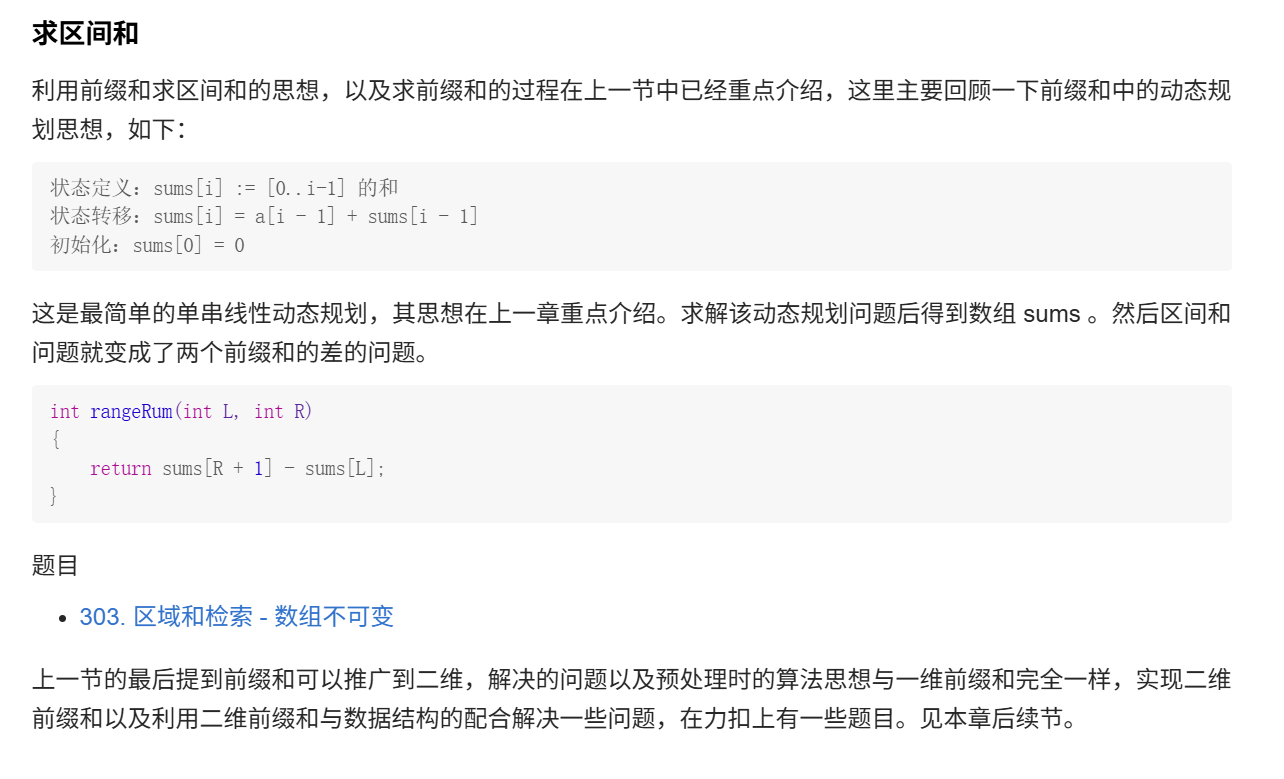 求区间和
利用前缀和求区间和的思想，以及求前缀和的过程在上一节中已经重点介绍，这里主要回顾一下前缀和中的动态规
划思想，如下：
状态定义：sums[i] := [0..i-1] 的和
状态转移：sums[i] = a[i - 1] + sums[i - 1]
初始化：sums[0] = 0
这是最简单的单串线性动态规划，其思想在上一章重点介绍。求解该动态规划问题后得到数组 sums 。然后区间和
问题就变成了两个前缀和的差的问题。
int rangeRum(int L, int R)
{
    return sums[R + 1] - sums[L];
}
题目
• 303. 区域和检索 - 数组不可变
上一节的最后提到前缀和可以推广到二维，解决的问题以及预处理时的算法思想与一维前缀和完全一样，实现二维
前缀和以及利用二维前缀和与数据结构的配合解决一些问题，在力扣上有一些题目。见本章后续节。